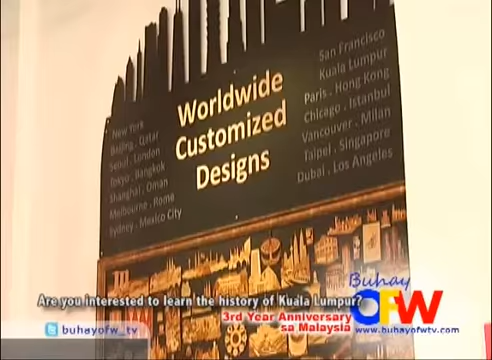 Worldwide
Customized
Designs
New York
Beijing . Qatar
Seoul . London
Tokyo . Bangkok
Shanghai . Oman
Melbourne . Rome
Sydney . Mexico City
San Francisco
Kuala Lumpur
Paris . Hong Kong
Chicago . Istanbul
Vancouver . Milan
Taipei . Singapore
Dubai . Los Angeles
Are you interested to learn the history of Kuala Lumpur?
3rd Year Anniversary
sa Malaysia
Buhay
OFW
www.buhayofwtv.com
buhayofw_tv